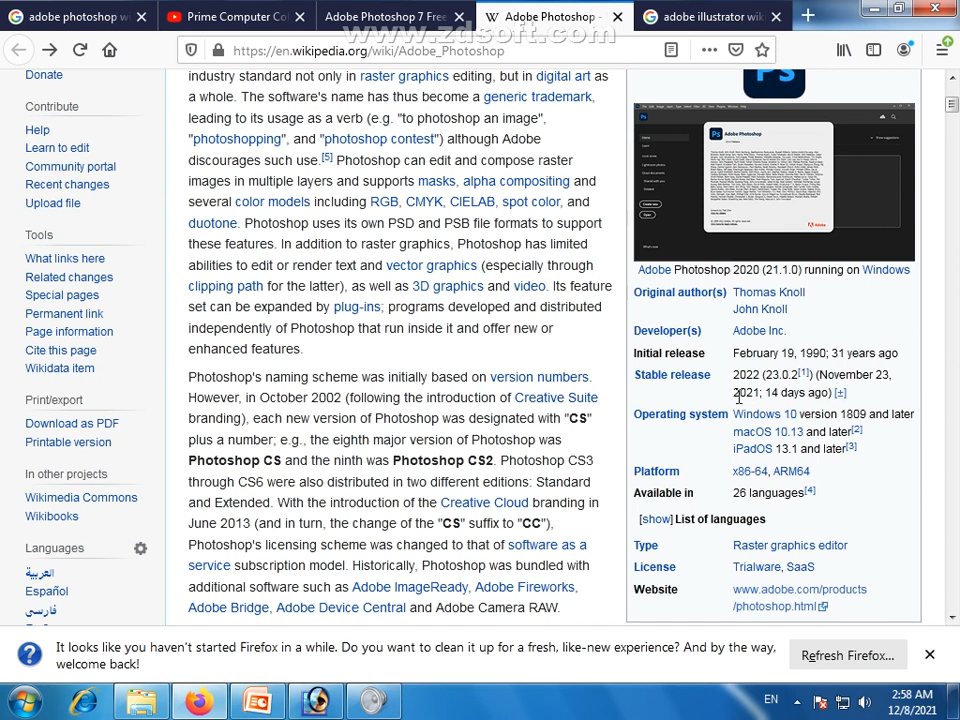 adobe photoshop w
Prime Computer Co
Adobe Photoshop 7 Free
Adobe Photoshop -
adobe illustrator wik
www.zdsoft.com
https://en.wikipedia.org/wiki/Adobe_Photoshop
Donate
Contribute
Help
Learn to edit
Community portal
Recent changes
Upload file
Tools
What links here
Related changes
Special pages
Permanent link
Page information
Cite this page
Wikidata item
Print/export
Download as PDF
Printable version
In other projects
Wikimedia Commons
Wikibooks
Languages
العربية
Español
فارسی
industry standard not only in raster graphics editing, but in digital art as
a whole. The software's name has thus become a generic trademark,
leading to its usage as a verb (e.g. "to photoshop an image",
"photoshopping", and "photoshop contest") although Adobe
discourages such use.[5] Photoshop can edit and compose raster
images in multiple layers and supports masks, alpha compositing and
several color models including RGB, CMYK, CIELAB, spot color, and
duotone. Photoshop uses its own PSD and PSB file formats to support
these features. In addition to raster graphics, Photoshop has limited
abilities to edit or render text and vector graphics (especially through
clipping path for the latter), as well as 3D graphics and video. Its feature
set can be expanded by plug-ins; programs developed and distributed
independently of Photoshop that run inside it and offer new or
enhanced features.
Photoshop's naming scheme was initially based on version numbers.
However, in October 2002 (following the introduction of Creative Suite
branding), each new version of Photoshop was designated with "CS"
plus a number; e.g., the eighth major version of Photoshop was
Photoshop CS and the ninth was Photoshop CS2. Photoshop CS3
through CS6 were also distributed in two different editions: Standard
and Extended. With the introduction of the Creative Cloud branding in
June 2013 (and in turn, the change of the "CS" suffix to "CC"),
Photoshop's licensing scheme was changed to that of software as a
service subscription model. Historically, Photoshop was bundled with
additional software such as Adobe ImageReady, Adobe Fireworks,
Adobe Bridge, Adobe Device Central and Adobe Camera RAW.
Ps
Adobe Photoshop
Adobe
Adobe Photoshop 2020 (21.1.0) running on Windows
Original author(s) Thomas Knoll
John Knoll
Developer(s) Adobe Inc.
Initial release February 19, 1990; 31 years ago
Stable release 2022 (23.0.2[1]) (November 23,
2021; 14 days ago) [±]
Operating system Windows 10 version 1809 and later
macOS 10.13 and later[2]
iPadOS 13.1 and later[3]
Platform x86-64, ARM64
Available in 26 languages[4]
[show] List of languages
Type Raster graphics editor
License Trialware, SaaS
Website www.adobe.com/products
/photoshop.html
It looks like you haven't started Firefox in a while. Do you want to clean it up for a fresh, like-new experience? And by the way,
welcome back!
Refresh Firefox...
EN
2:58 AM
12/8/2021